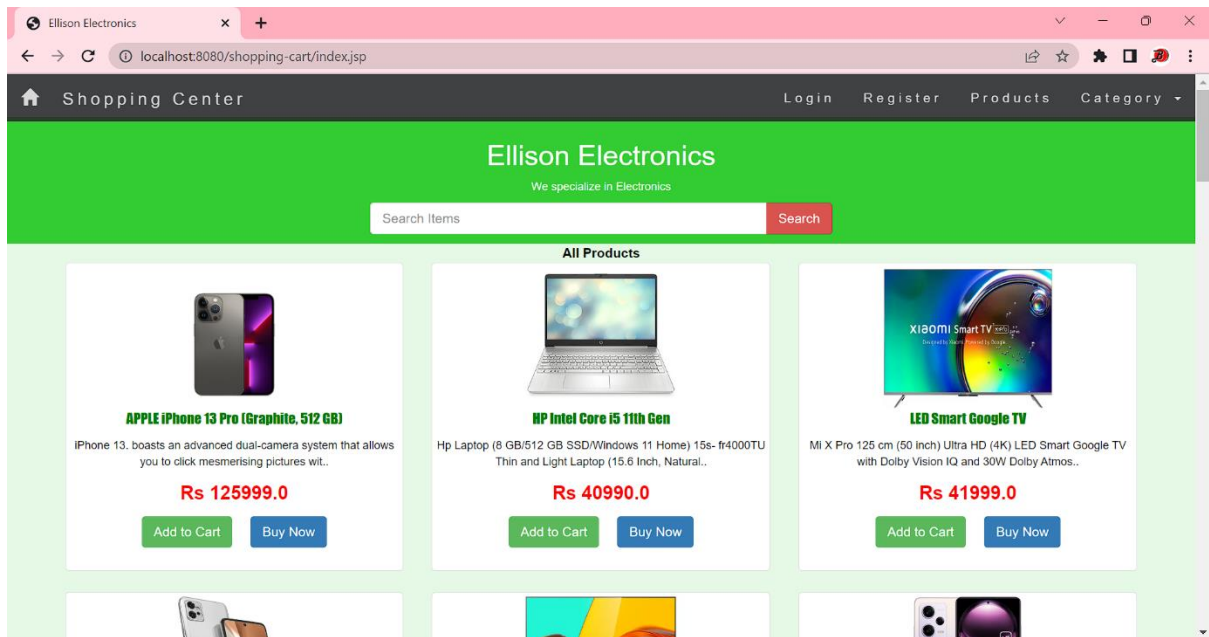 Ellison Electronics
localhost:8080/shopping-cart/index.jsp
Shopping Center Login Register Products Category
Ellison Electronics
We specialize in Electronics
Search Items Search
All Products
XIAOMI Smart TV
APPLE iPhone 13 Pro (Graphite, 512 GB)
iPhone 13. boasts an advanced dual-camera system that allows
you to click mesmerising pictures wit..
Rs 125999.0
Add to Cart Buy Now
HP Intel Core i5 11th Gen
Hp Laptop (8 GB/512 GB SSD/Windows 11 Home) 15s- fr4000TU
Thin and Light Laptop (15.6 Inch, Natural..
Rs 40990.0
Add to Cart Buy Now
LED Smart Google TV
Mi X Pro 125 cm (50 inch) Ultra HD (4K) LED Smart Google TV
with Dolby Vision IQ and 30W Dolby Atmos..
Rs 41999.0
Add to Cart Buy Now